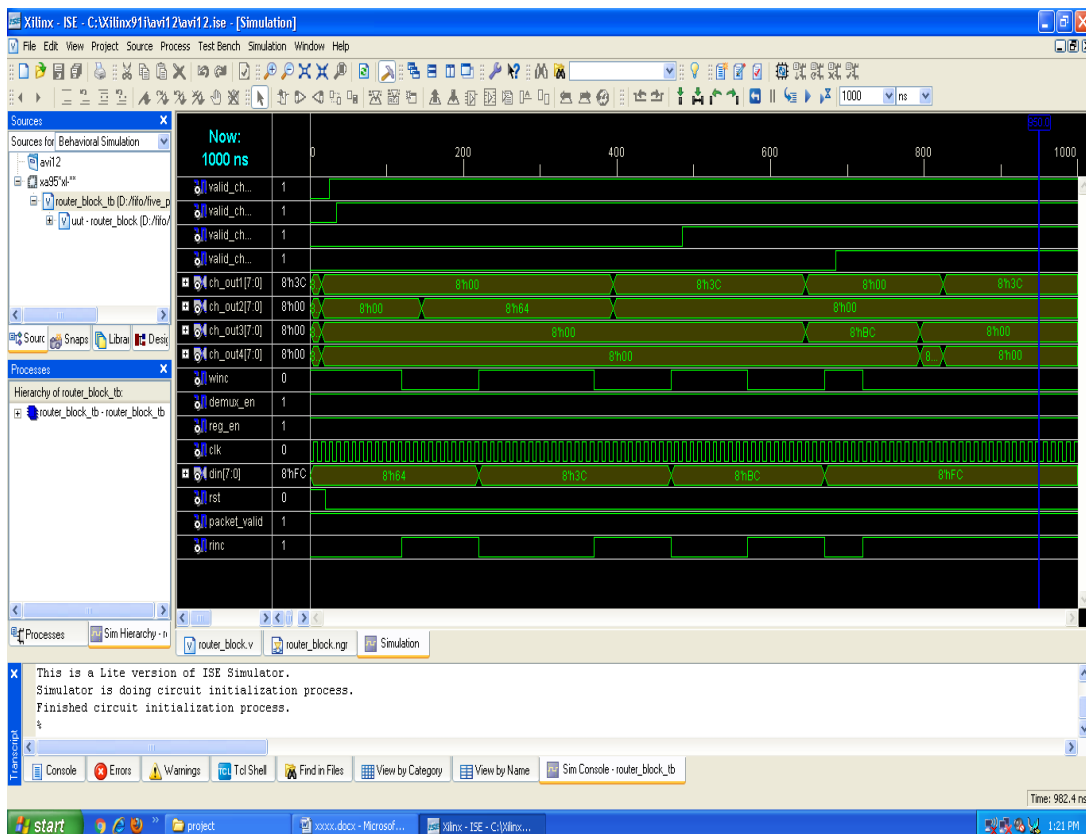 Xilinx - ISE - C:\Xilinx91i\avi12\avi12.ise - [Simulation]
File Edit View Project Source Process Test Bench Simulation Window Help
1000 ns
Sources
Sources for: Behavioral Simulation
avi12
xa95*xl-**
router_block_tb (D:/fifo/five_p
uut - router_block (D:/fifo/
Sourc Snaps Librar Desig
Processes
Hierarchy of router_block_tb:
router_block_tb - router_block_tb
Processes Sim Hierarchy - r
Now:
1000 ns
0 200 400 600 800 1000
valid_ch... 1
valid_ch... 1
valid_ch... 1
valid_ch... 1
ch_out1[7:0] 8'h3C 8'h00 8'h3C 8'h00 8'h3C
ch_out2[7:0] 8'h00 8'h00 8'h64 8'h00
ch_out3[7:0] 8'h00 8'h00 8'hBC 8'h00
ch_out4[7:0] 8'h00 8'h00 8... 8'h00
winc 0
demux_en 1
reg_en 1
clk 0
din[7:0] 8'hFC 8'h64 8'h3C 8'hBC 8'hFC
rst 0
packet_valid 1
rinc 1
router_block.v router_block.ngr Simulation
This is a Lite version of ISE Simulator.
Simulator is doing circuit initialization process.
Finished circuit initialization process.
%
Transcript
Console Errors Warnings Tcl Shell Find in Files View by Category View by Name Sim Console - router_block_tb
Time: 982.4 ns
start project xxxx.docx - Microsof... Xilinx - ISE - C:\Xilinx... 1:21 PM